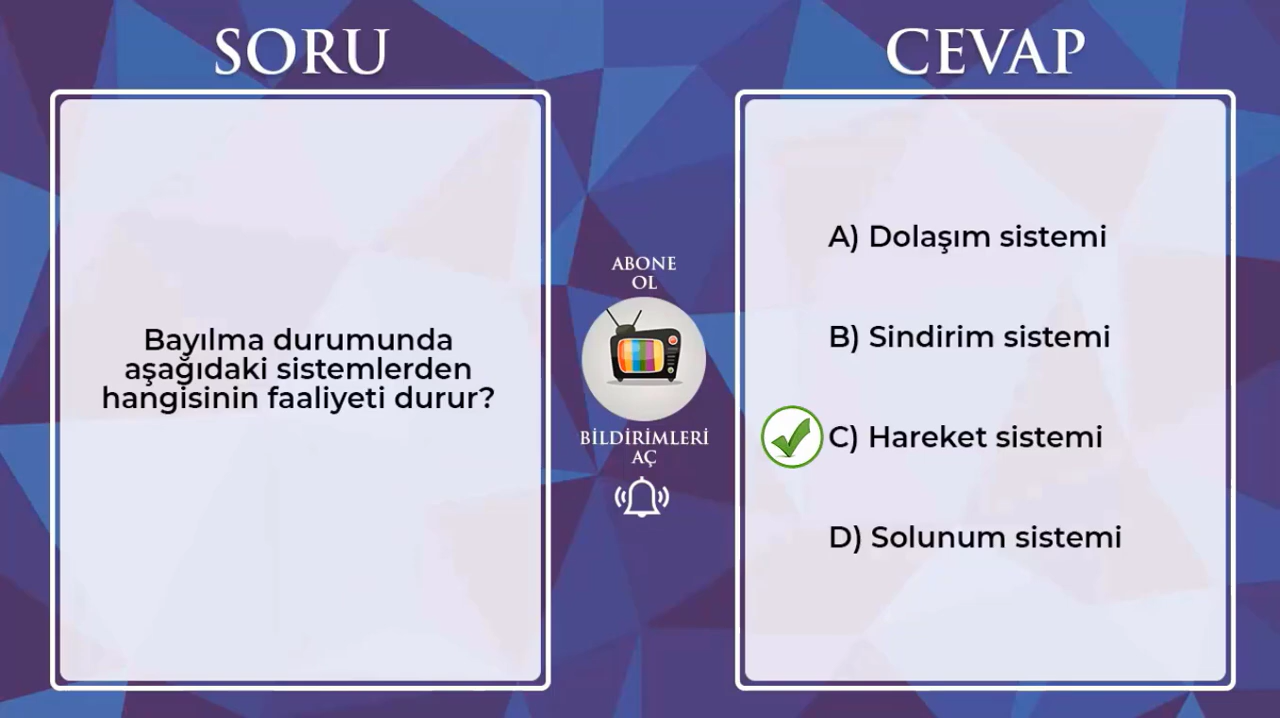 SORU
Bayılma durumunda
aşağıdaki sistemlerden
hangisinin faaliyeti durur?
ABONE
OL
BİLDİRİMLERİ
AÇ
CEVAP
A) Dolaşım sistemi
B) Sindirim sistemi
C) Hareket sistemi
D) Solunum sistemi